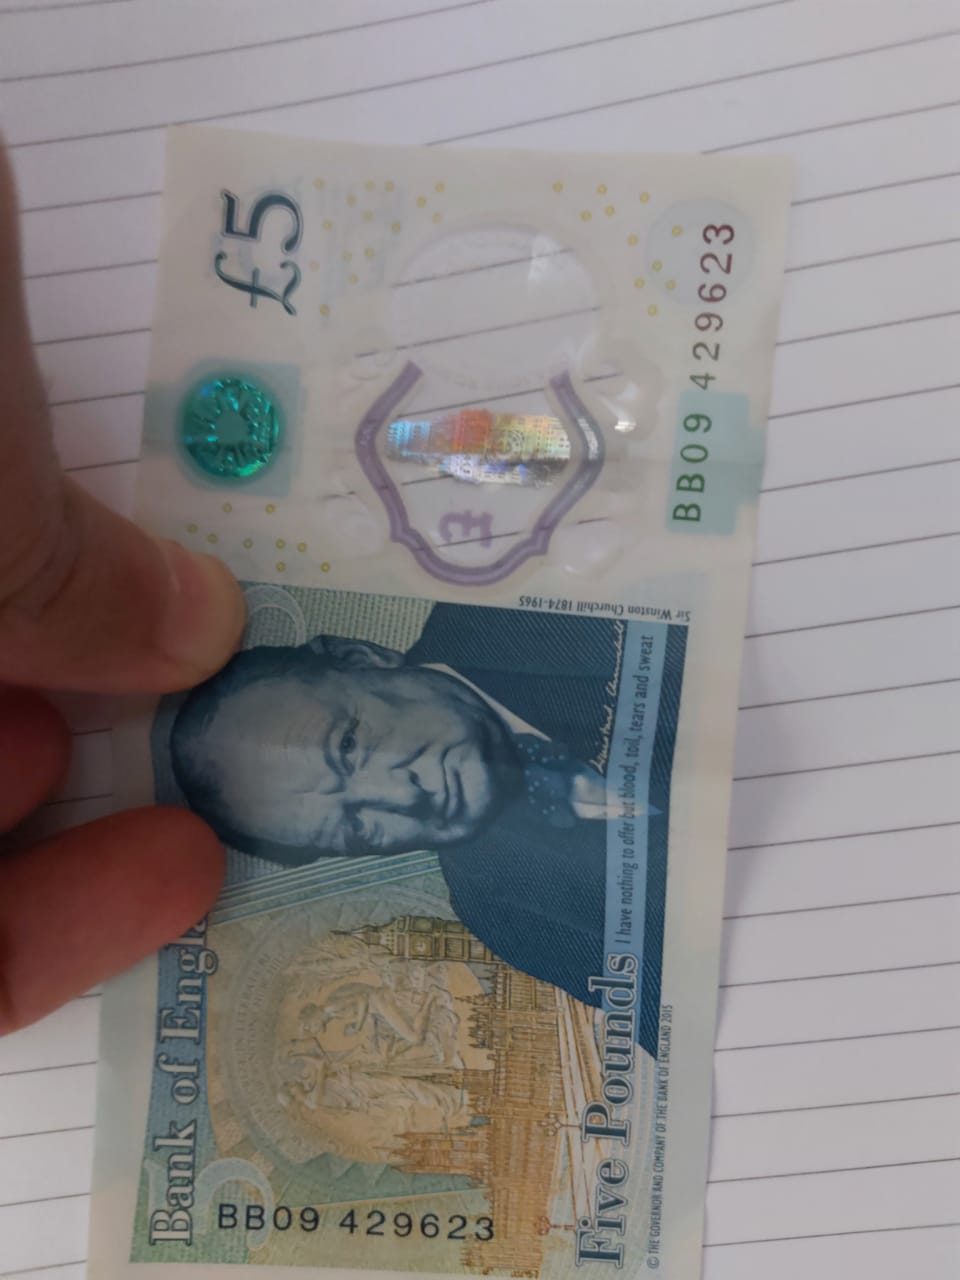 Bank of
BB09 429623
£5
£
Five Pounds
I have nothing to offer but blood, toil, tears and sweat
Sir Winston Churchill 1874-1965
© THE GOVERNOR AND COMPANY OF THE BANK OF ENGLAND 2015
BB09 429623